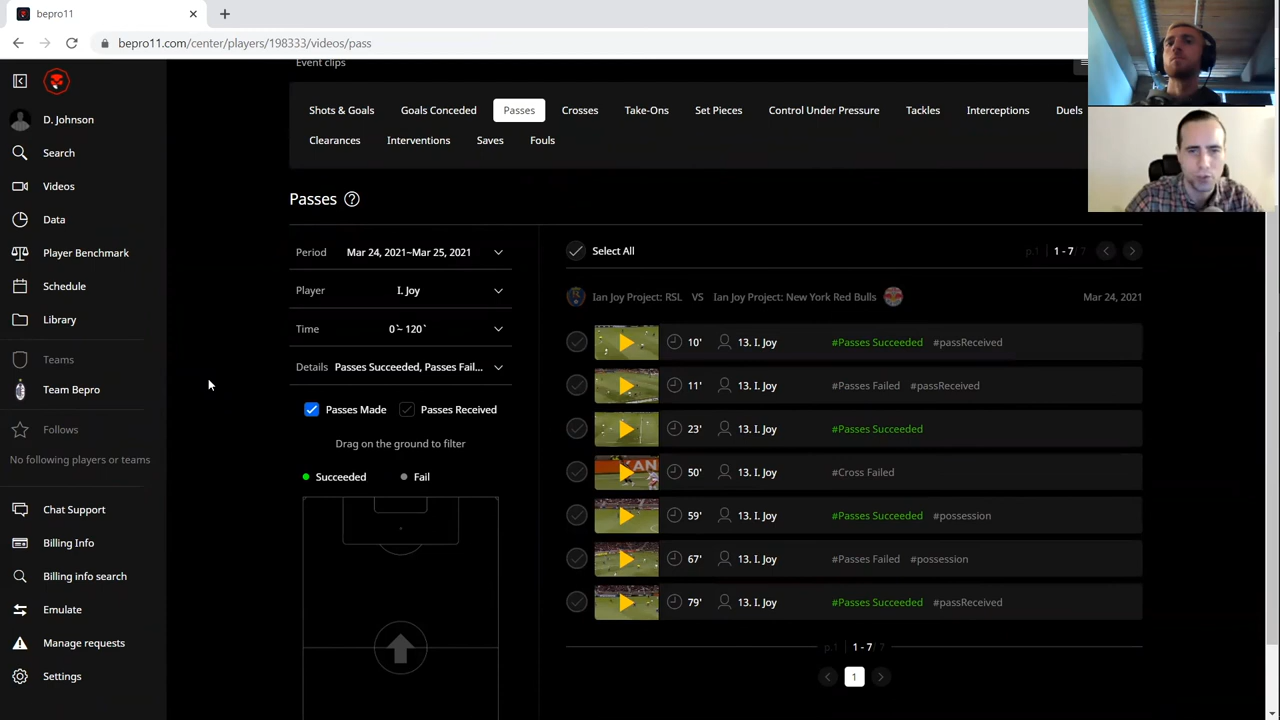 bepro11
bepro11.com/center/players/198333/videos/pass
D. Johnson
Search
Videos
Data
Player Benchmark
Schedule
Library
Teams
Team Bepro
Follows
No following players or teams
Chat Support
Billing Info
Billing info search
Emulate
Manage requests
Settings
Event clips
Shots & Goals Goals Conceded Passes Crosses Take-Ons Set Pieces Control Under Pressure Tackles Interceptions Duels
Clearances Interventions Saves Fouls
Passes ?
Period Mar 24, 2021~Mar 25, 2021
Player I. Joy
Time 0`~ 120`
Details Passes Succeeded, Passes Fail...
Passes Made Passes Received
Drag on the ground to filter
Succeeded Fail
Select All p.1 1 - 7 / 7
Ian Joy Project: RSL VS Ian Joy Project: New York Red Bulls Mar 24, 2021
10' 13. I. Joy #Passes Succeeded #passReceived
11' 13. I. Joy #Passes Failed #passReceived
23' 13. I. Joy #Passes Succeeded
50' 13. I. Joy #Cross Failed
59' 13. I. Joy #Passes Succeeded #possession
67' 13. I. Joy #Passes Failed #possession
79' 13. I. Joy #Passes Succeeded #passReceived
p.1 1 - 7 / 7
1